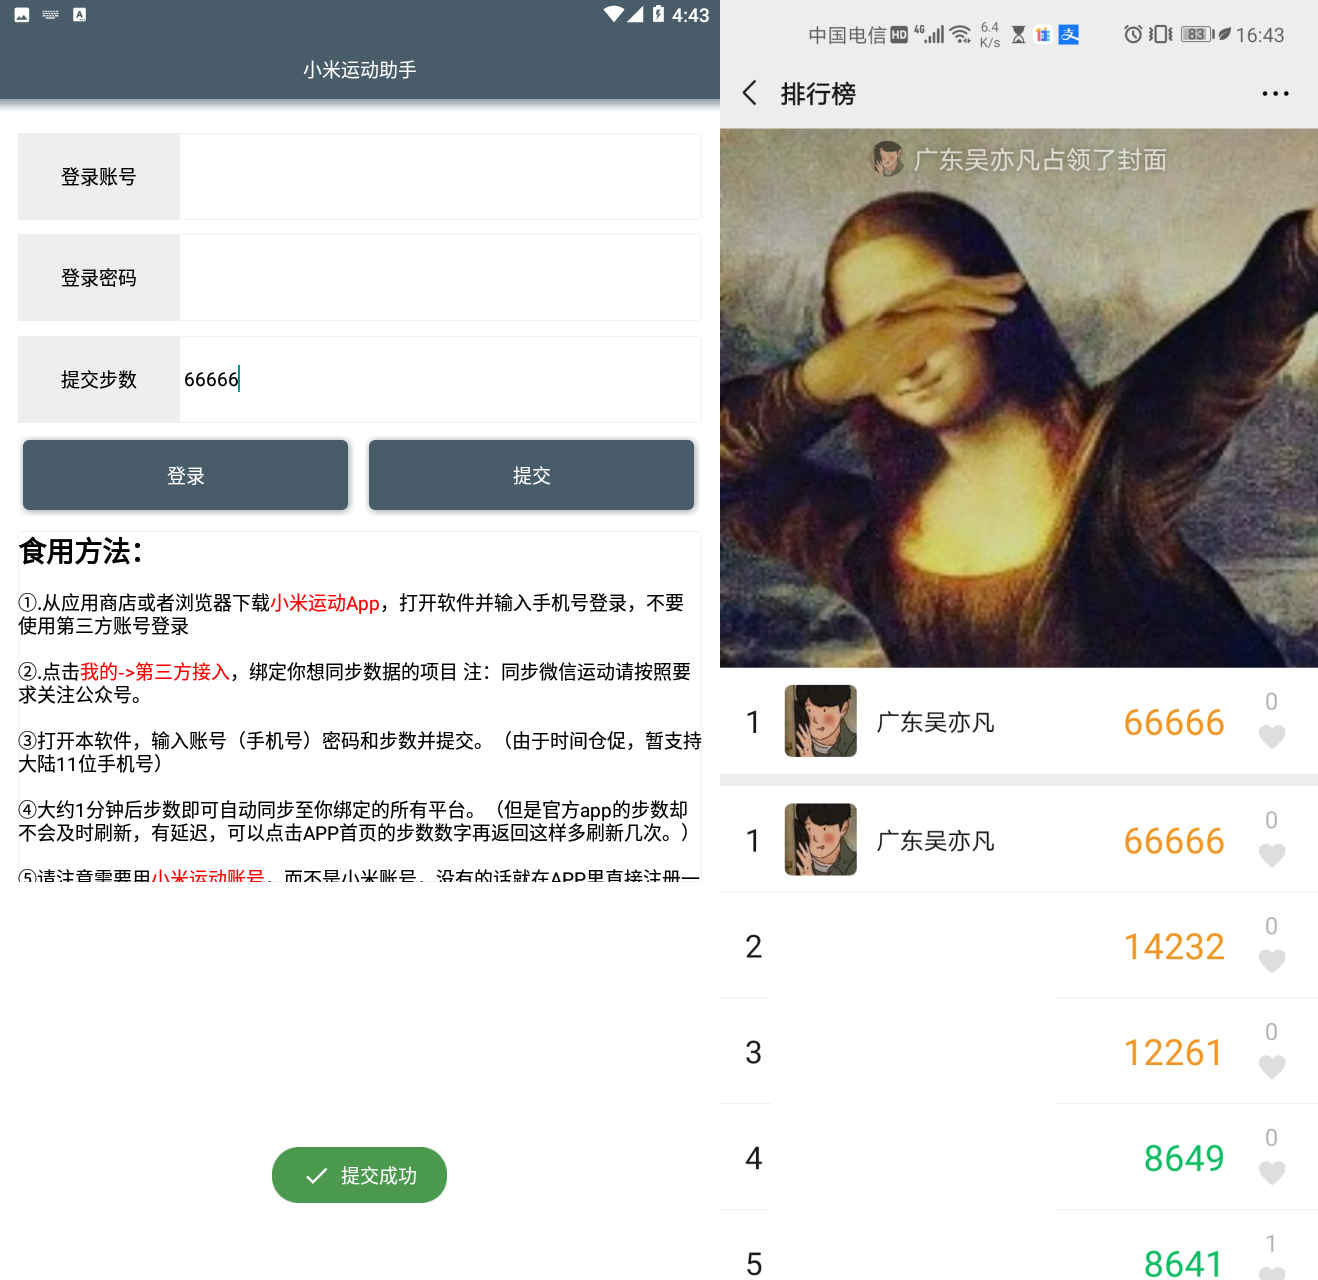 4:43
小米运动助手
登录账号
登录密码
提交步数
66666
登录
提交
食用方法：
①.从应用商店或者浏览器下载小米运动App，打开软件并输入手机号登录，不要
使用第三方账号登录
②.点击我的->第三方接入，绑定你想同步数据的项目 注：同步微信运动请按照要
求关注公众号。
③打开本软件，输入账号（手机号）密码和步数并提交。（由于时间仓促，暂支持
大陆11位手机号）
④大约1分钟后步数即可自动同步至你绑定的所有平台。（但是官方app的步数却
不会及时刷新，有延迟，可以点击APP首页的步数数字再返回这样多刷新几次。）
⑤请注意需要用小米运动账号，而不是小米账号，没有的话就在APP里直接注册一
提交成功
中国电信 HD 4G 6.4 K/s 支 83 16:43
排行榜
广东吴亦凡占领了封面
1 广东吴亦凡 66666 0
1 广东吴亦凡 66666 0
2 14232 0
3 12261 0
4 8649 0
5 8641 1